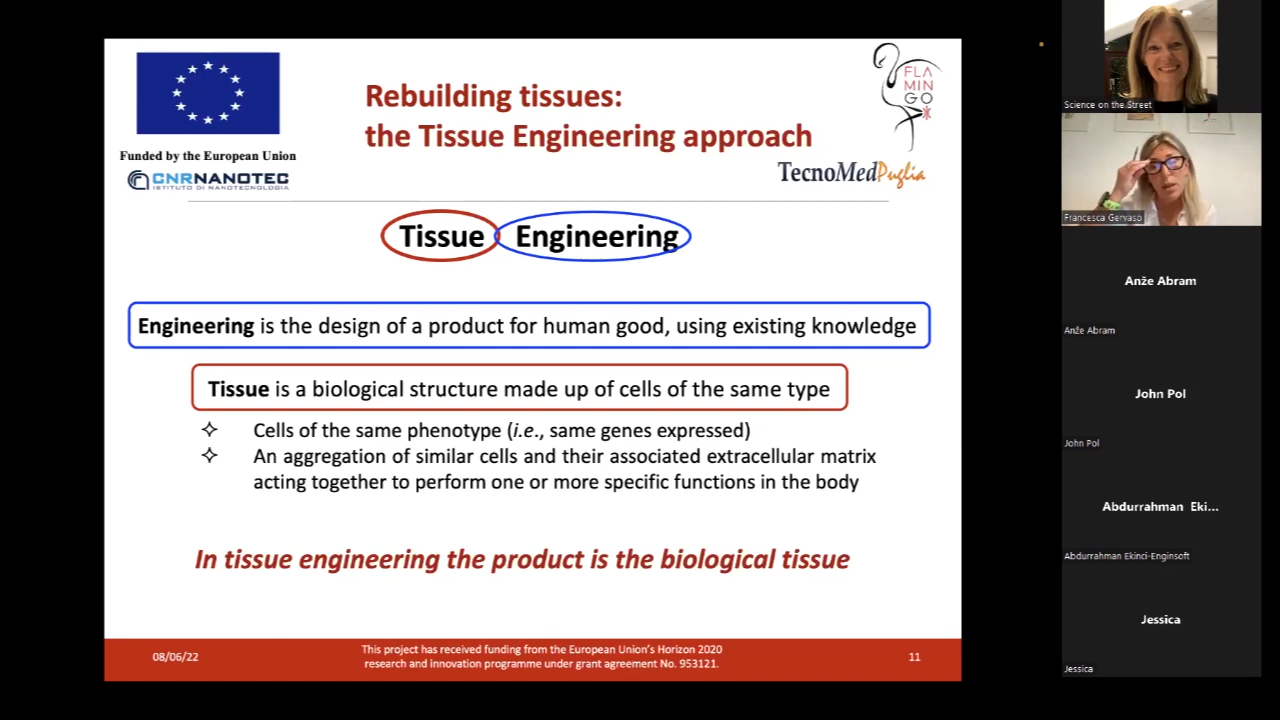 Rebuilding tissues:
the Tissue Engineering approach
Funded by the European Union
CNRNANOTEC
ISTITUTO DI NANOTECNOLOGIA
FLA
MIN
GO
TecnoMedPuglia
Tissue Engineering
Engineering is the design of a product for human good, using existing knowledge
Tissue is a biological structure made up of cells of the same type
Cells of the same phenotype (i.e., same genes expressed)
An aggregation of similar cells and their associated extracellular matrix
acting together to perform one or more specific functions in the body
In tissue engineering the product is the biological tissue
08/06/22
This project has received funding from the European Union's Horizon 2020
research and innovation programme under grant agreement No. 953121.
11
Science on the Street
Francesca Gervaso
Anže Abram
Anže Abram
John Pol
John Pol
Abdurrahman Eki...
Abdurrahman Ekinci-Enginsoft
Jessica
Jessica